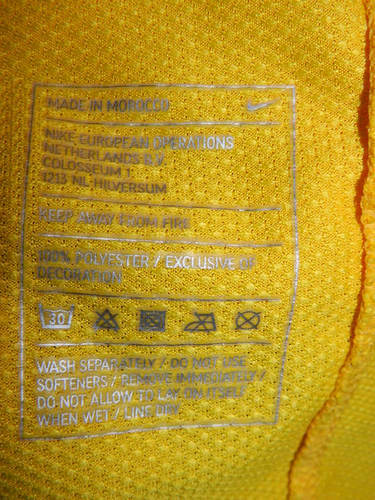 MADE IN MOROCCO
NIKE EUROPEAN OPERATIONS
NETHERLANDS B.V
COLOSSEUM 1
1213 NL-HILVERSUM
KEEP AWAY FROM FIRE
100% POLYESTER / EXCLUSIVE OF
DECORATION
30
WASH SEPARATELY / DO NOT USE
SOFTENERS / REMOVE IMMEDIATELY /
DO NOT ALLOW TO LAY ON ITSELF
WHEN WET / LINE DRY